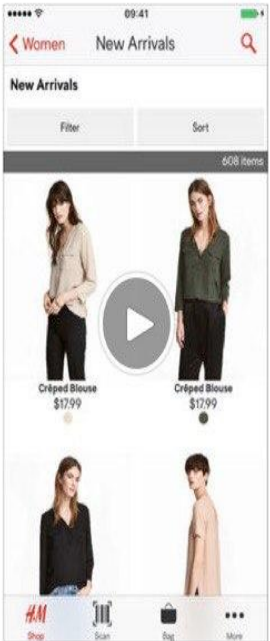 09:41
Women New Arrivals
New Arrivals
Filter Sort
608 items
Crêped Blouse Crêped Blouse
$17.99 $17.99
H&M
Shop Scan Bag More